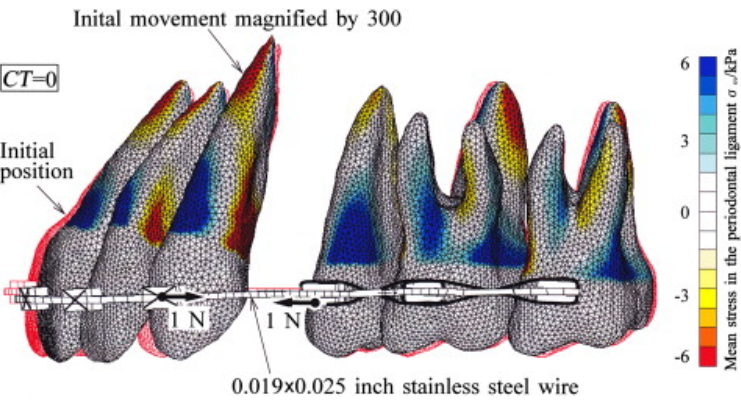 Inital movement magnified by 300
CT=0
Initial
position
1 N
1 N
0.019×0.025 inch stainless steel wire
6
3
0
-3
-6
Mean stress in the periodontal ligament σ /kPa